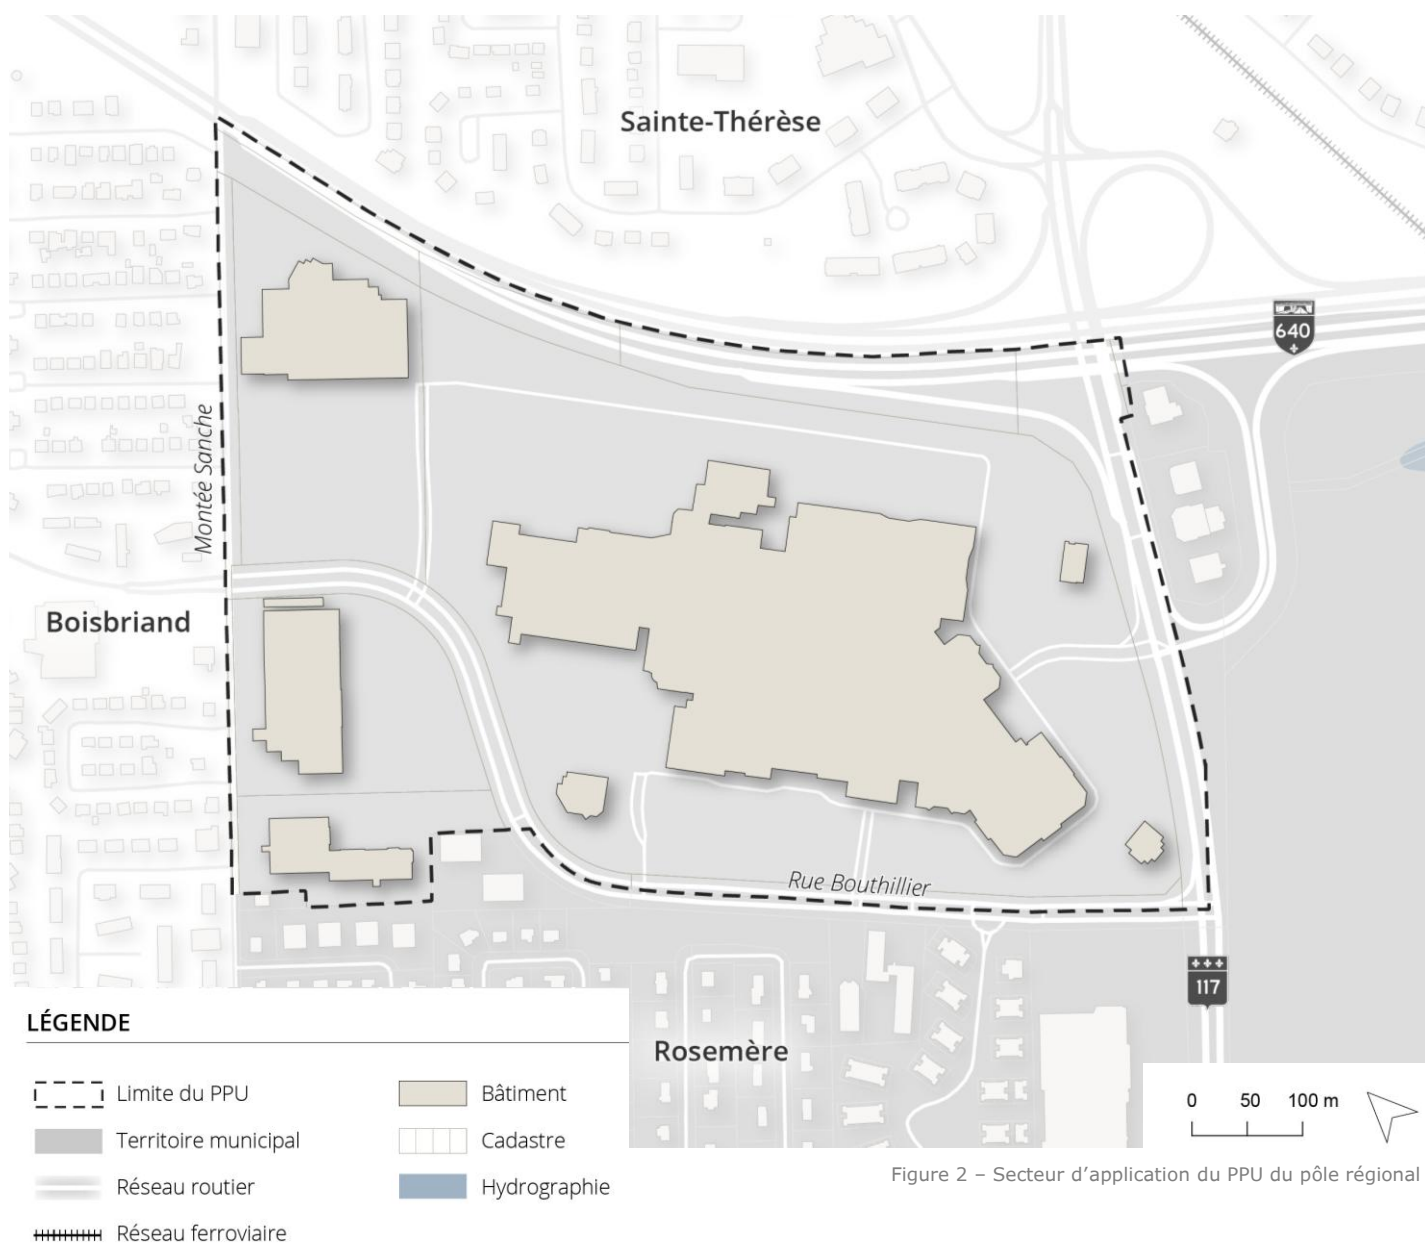 Sainte-Thérèse
640
Montée Sanche
Boisbriand
Rue Bouthillier
117
Rosemère
LÉGENDE
Limite du PPU
Bâtiment
Territoire municipal
Cadastre
Réseau routier
Hydrographie
Réseau ferroviaire
0 50 100 m
Figure 2 – Secteur d’application du PPU du pôle régional